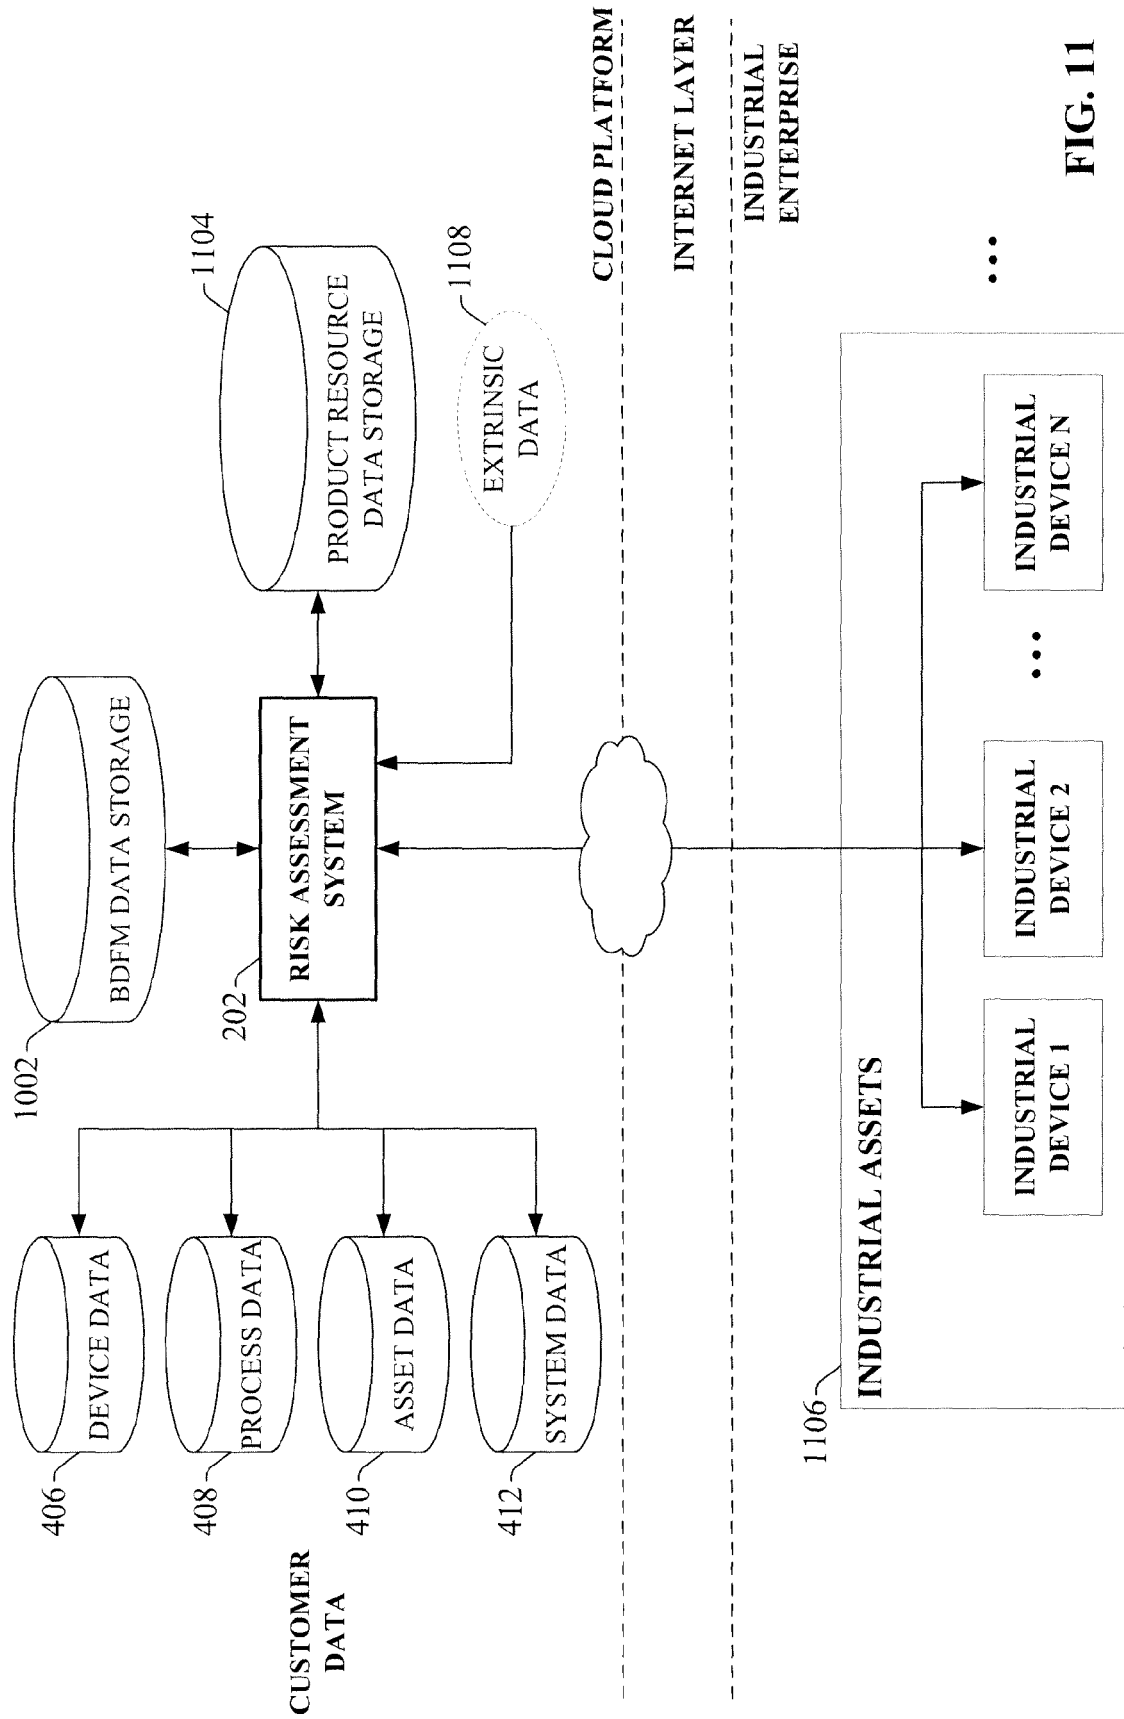 1002
BDFM DATA STORAGE
1104
PRODUCT RESOURCE
DATA STORAGE
1108
EXTRINSIC
DATA
202
RISK ASSESSMENT
SYSTEM
CUSTOMER
DATA
406
DEVICE DATA
408
PROCESS DATA
410
ASSET DATA
412
SYSTEM DATA
CLOUD PLATFORM
INTERNET LAYER
INDUSTRIAL
ENTERPRISE
1106
INDUSTRIAL ASSETS
INDUSTRIAL
DEVICE 1
INDUSTRIAL
DEVICE 2
•••
INDUSTRIAL
DEVICE N
•••
FIG. 11